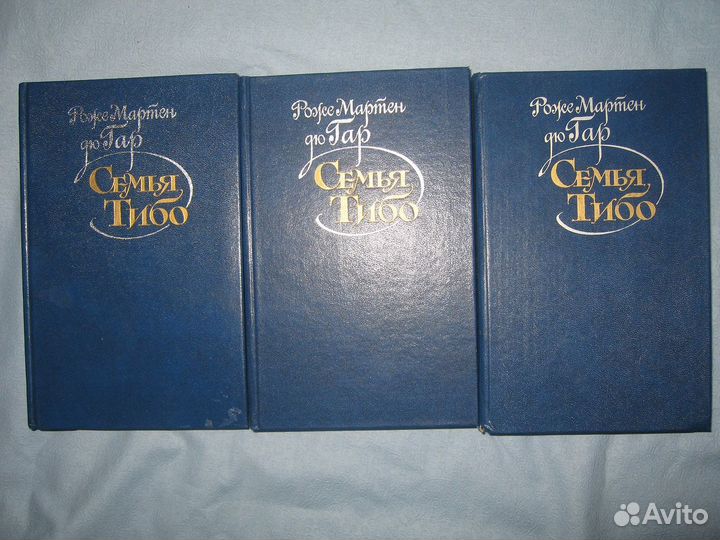 Роже Мартен
дю Гар
Семья
Тибо
Роже Мартен
дю Гар
Семья
Тибо
Роже Мартен
дю Гар
Семья
Тибо
Avito